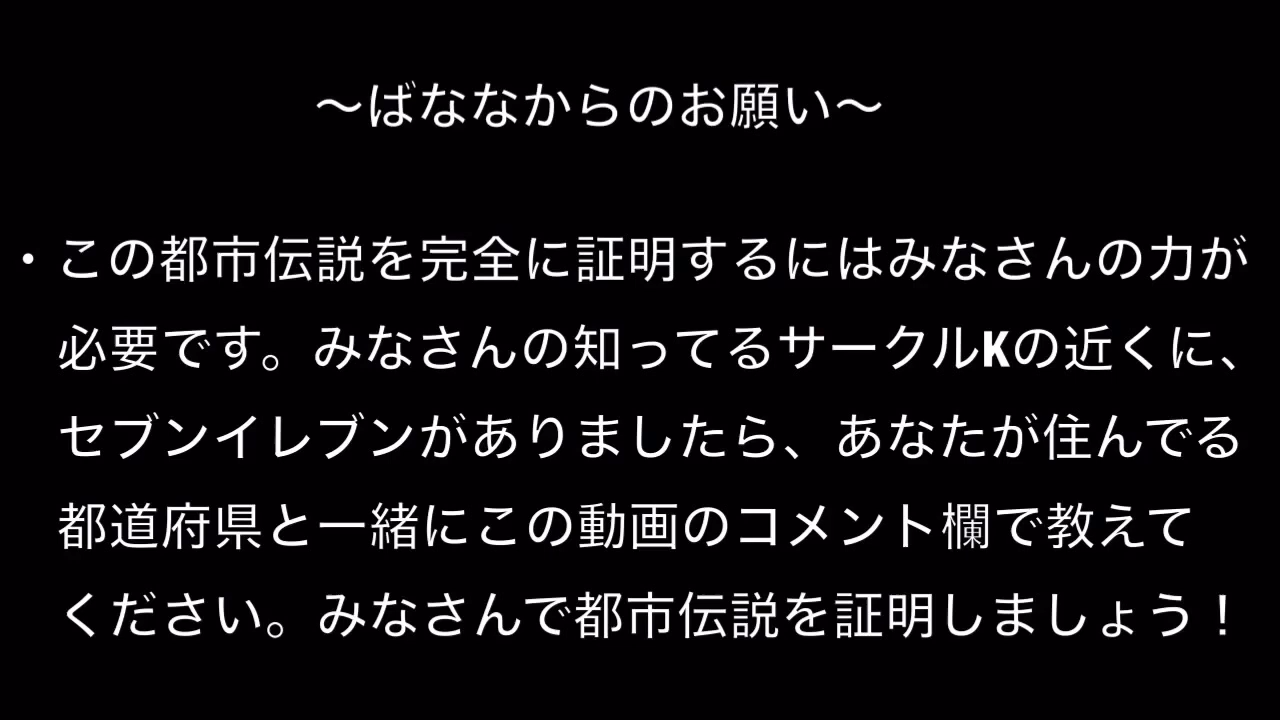 〜ばななからのお願い〜
・この都市伝説を完全に証明するにはみなさんの力が
必要です。みなさんの知ってるサークルKの近くに、
セブンイレブンがありましたら、あなたが住んでる
都道府県と一緒にこの動画のコメント欄で教えて
ください。みなさんで都市伝説を証明しましょう！